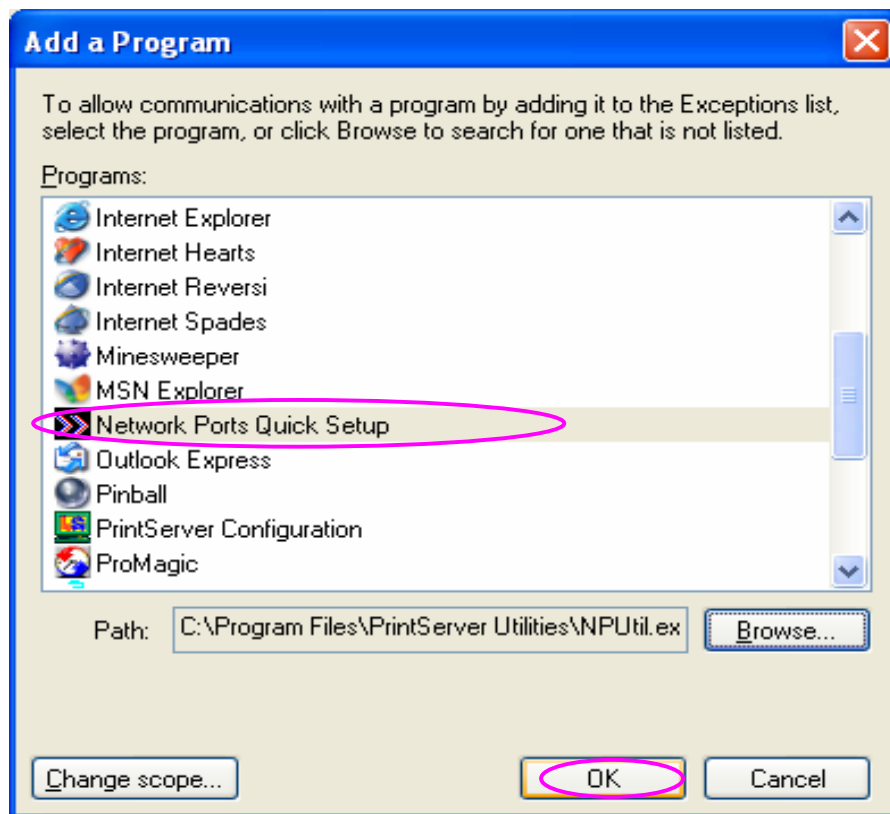 Add a Program
To allow communications with a program by adding it to the Exceptions list,
select the program, or click Browse to search for one that is not listed.
Programs:
Internet Explorer
Internet Hearts
Internet Reversi
Internet Spades
Minesweeper
MSN Explorer
Network Ports Quick Setup
Outlook Express
Pinball
PrintServer Configuration
ProMagic
Path: C:\Program Files\PrintServer Utilities\NPUtil.ex Browse...
Change scope... OK Cancel